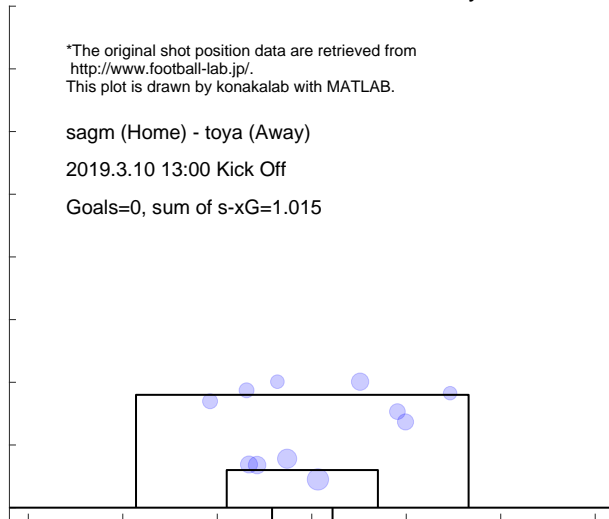 *The original shot position data are retrieved from
http://www.football-lab.jp/.
This plot is drawn by konakalab with MATLAB.
sagm (Home) - toya (Away)
2019.3.10 13:00 Kick Off
Goals=0, sum of s-xG=1.015